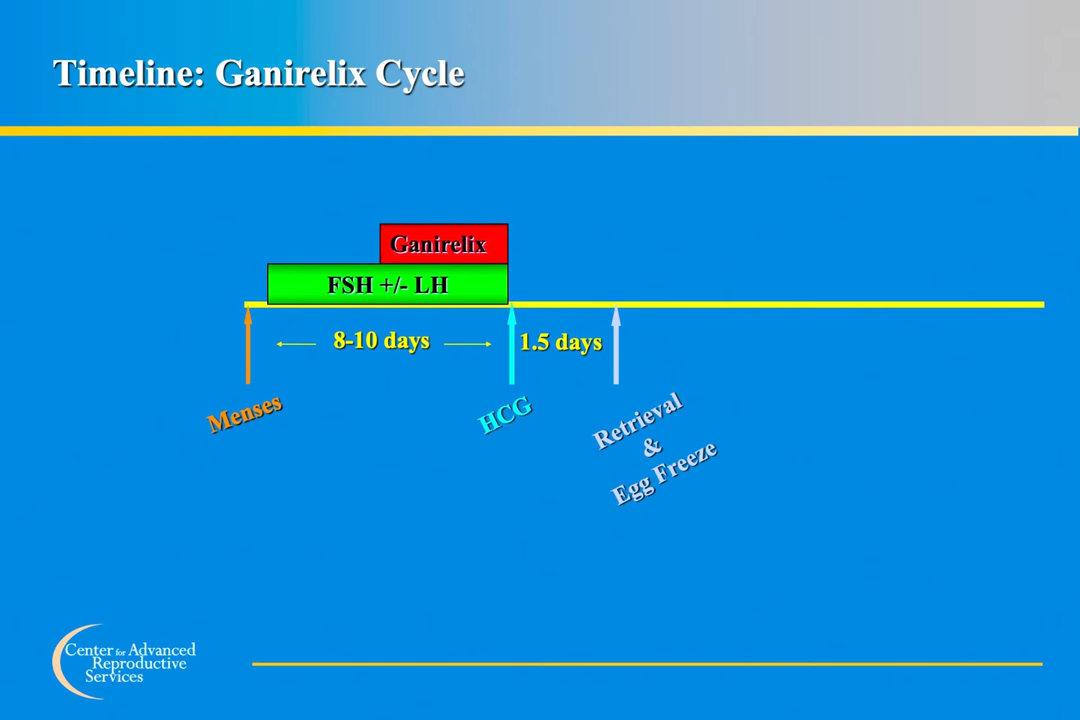 Timeline: Ganirelix Cycle
Ganirelix
FSH +/- LH
8-10 days
1.5 days
Menses
HCG
Retrieval
&
Egg Freeze
Center for Advanced
Reproductive
Services